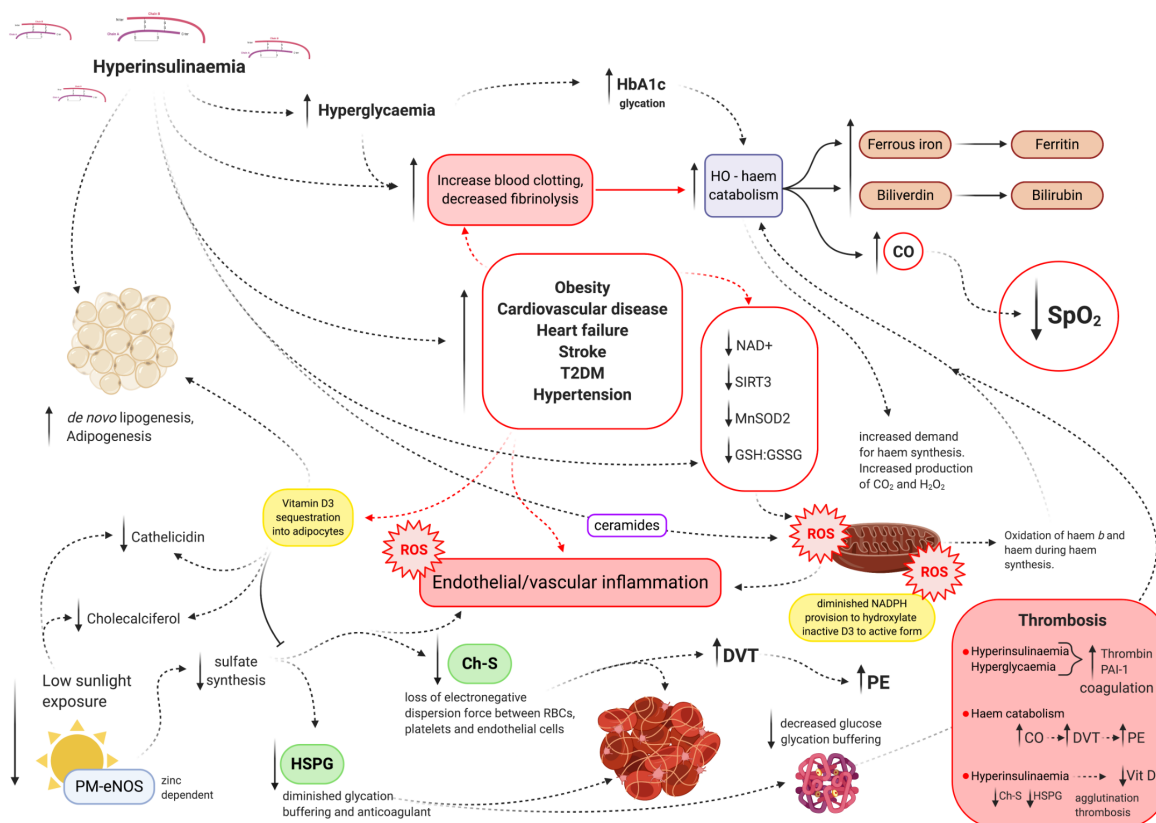 Hyperinsulinaemia
Hyperglycaemia
HbA1c
glycation
Increase blood clotting,
decreased fibrinolysis
HO - haem
catabolism
Ferrous iron
Ferritin
Biliverdin
Bilirubin
CO
SpO₂
Obesity
Cardiovascular disease
Heart failure
Stroke
T2DM
Hypertension
NAD+
SIRT3
MnSOD2
GSH:GSSG
de novo lipogenesis,
Adipogenesis
increased demand
for haem synthesis.
Increased production
of CO₂ and H₂O₂
Vitamin D3
sequestration
into adipocytes
ceramides
ROS
ROS
ROS
Oxidation of haem b and
haem during haem
synthesis.
Cathelicidin
Endothelial/vascular inflammation
diminished NADPH
provision to hydroxylate
inactive D3 to active form
Cholecalciferol
sulfate
synthesis
Low sunlight
exposure
PM-eNOS
zinc
dependent
Ch-S
loss of electronegative
dispersion force between RBCs,
platelets and endothelial cells
HSPG
diminished glycation
buffering and anticoagulant
DVT
PE
decreased glucose
glycation buffering
Thrombosis
Hyperinsulinaemia
Hyperglycaemia
Thrombin
PAI-1
coagulation
Haem catabolism
CO DVT PE
Hyperinsulinaemia Vit D
Ch-S HSPG agglutination
thrombosis